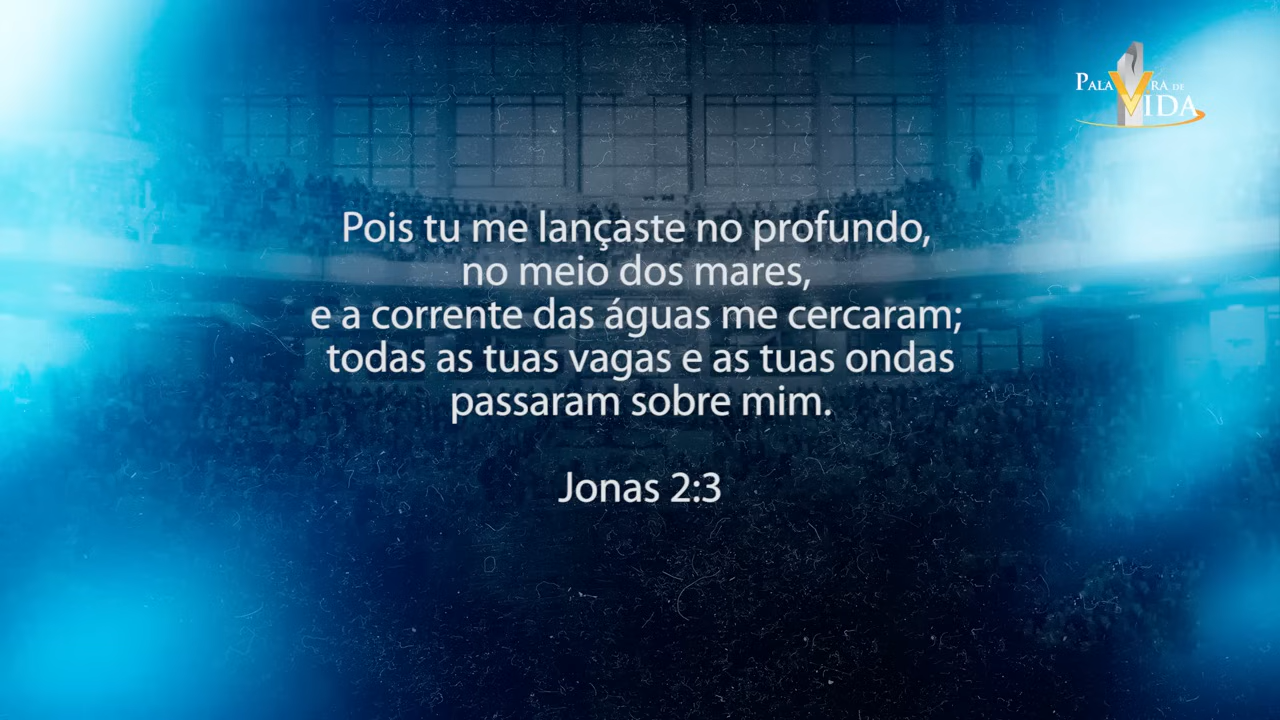 PALAVRA DE
VIDA
Pois tu me lançaste no profundo,
no meio dos mares,
e a corrente das águas me cercaram;
todas as tuas vagas e as tuas ondas
passaram sobre mim.
Jonas 2:3